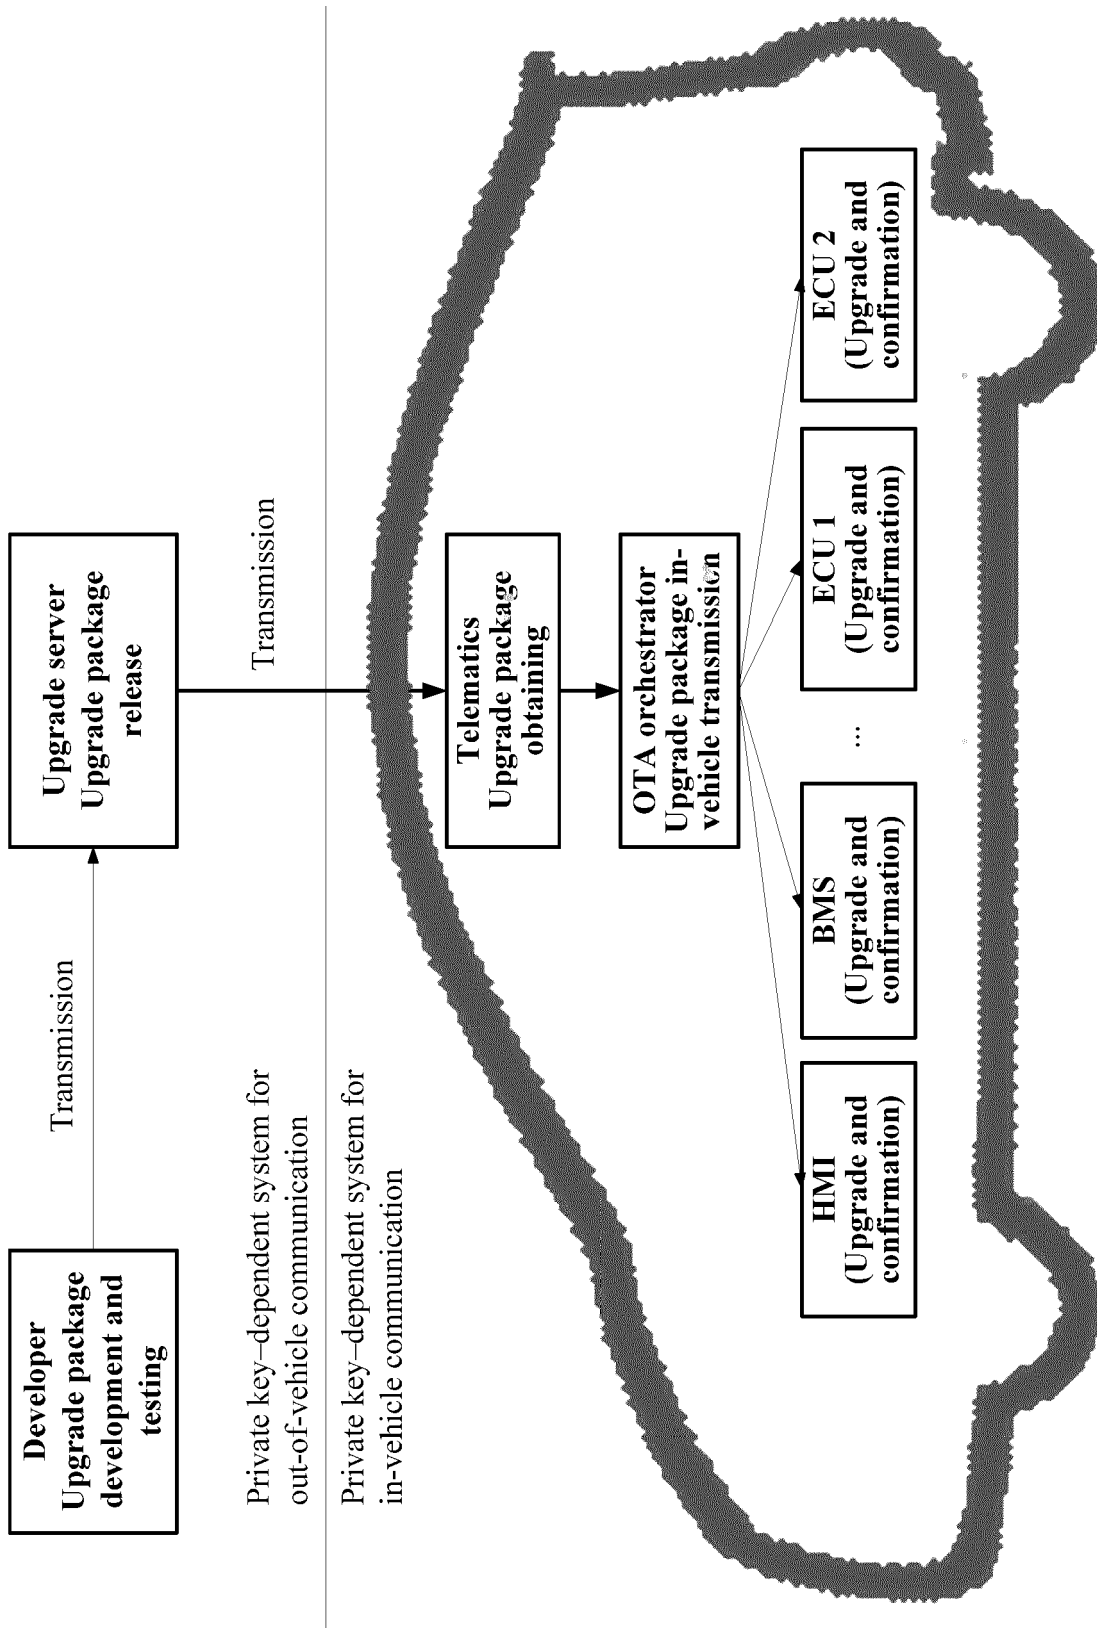 Developer
Upgrade package
development and
testing
Transmission
Upgrade server
Upgrade package
release
Private key–dependent system for
out-of-vehicle communication
Transmission
Private key–dependent system for
in-vehicle communication
Telematics
Upgrade package
obtaining
OTA orchestrator
Upgrade package in-
vehicle transmission
HMI
(Upgrade and
confirmation)
BMS
(Upgrade and
confirmation)
...
ECU 1
(Upgrade and
confirmation)
ECU 2
(Upgrade and
confirmation)